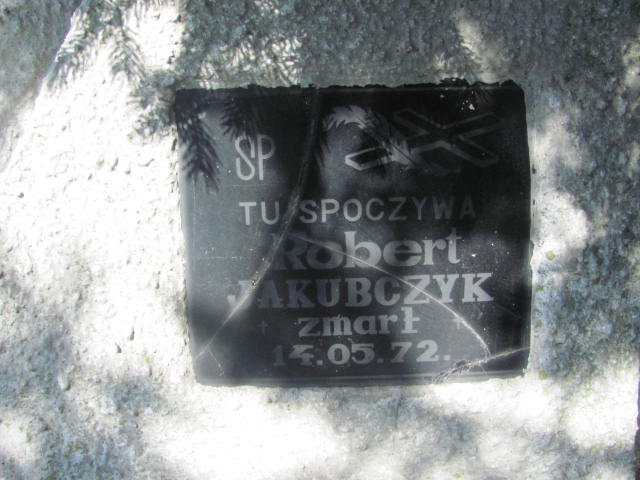 SP
TU SPOCZYWA
Robert
JAKUBCZYK
zmarł
14.05.72.